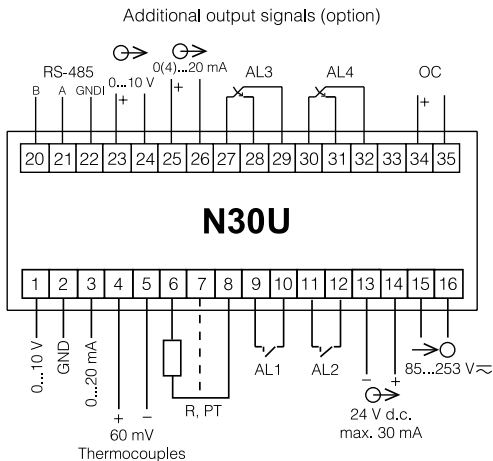 Additional output signals (option)
RS-485
B A GNDI
0...10 V
+
0(4)...20 mA
+
AL3
AL4
OC
+
20 21 22 23 24 25 26 27 28 29 30 31 32 33 34 35
N30U
1 2 3 4 5 6 7 8 9 10 11 12 13 14 15 16
0...10 V
GND
0...20 mA
+ −
60 mV
Thermocouples
R, PT
AL1
AL2
− +
24 V d.c.
max. 30 mA
85...253 V